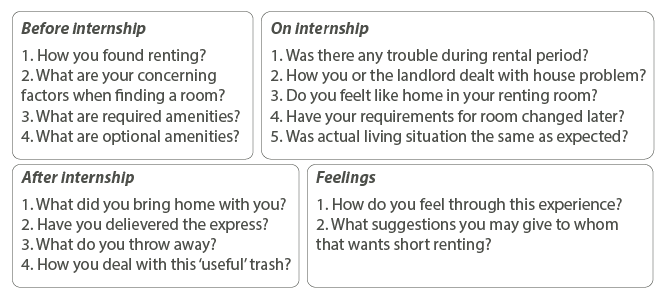 Before internship
1. How you found renting?
2. What are your concerning
factors when finding a room?
3. What are required amenities?
4. What are optional amenities?
On internship
1. Was there any trouble during rental period?
2. How you or the landlord dealt with house problem?
3. Do you feelt like home in your renting room?
4. Have your requirements for room changed later?
5. Was actual living situation the same as expected?
After internship
1. What did you bring home with you?
2. Have you delievered the express?
3. What do you throw away?
4. How you deal with this ‘useful’ trash?
Feelings
1. How do you feel through this experience?
2. What suggestions you may give to whom
that wants short renting?